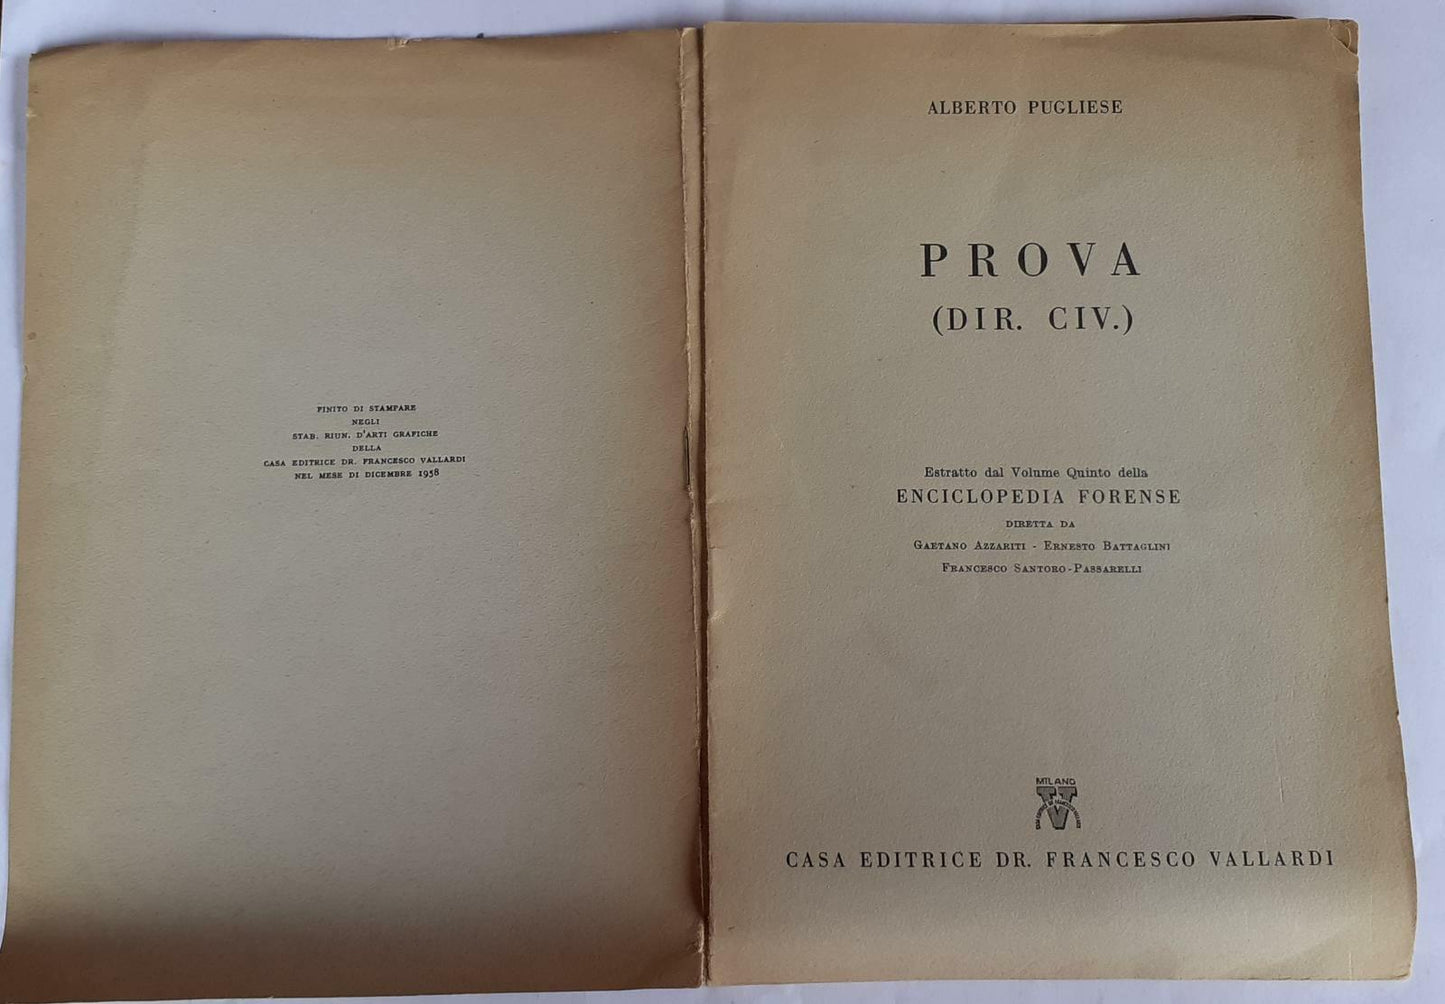 FINITO DI STAMPARE
NEGLI
STAB. RIUN. D'ARTI GRAFICHE
DELLA
CASA EDITRICE DR. FRANCESCO VALLARDI
NEL MESE DI DICEMBRE 1958
ALBERTO PUGLIESE
PROVA
(DIR. CIV.)
Estratto dal Volume Quinto della
ENCICLOPEDIA FORENSE
DIRETTA DA
GAETANO AZZARITI - ERNESTO BATTAGLINI
FRANCESCO SANTORO-PASSARELLI
MILANO
V
CASA EDITRICE DR. FRANCESCO VALLARDI